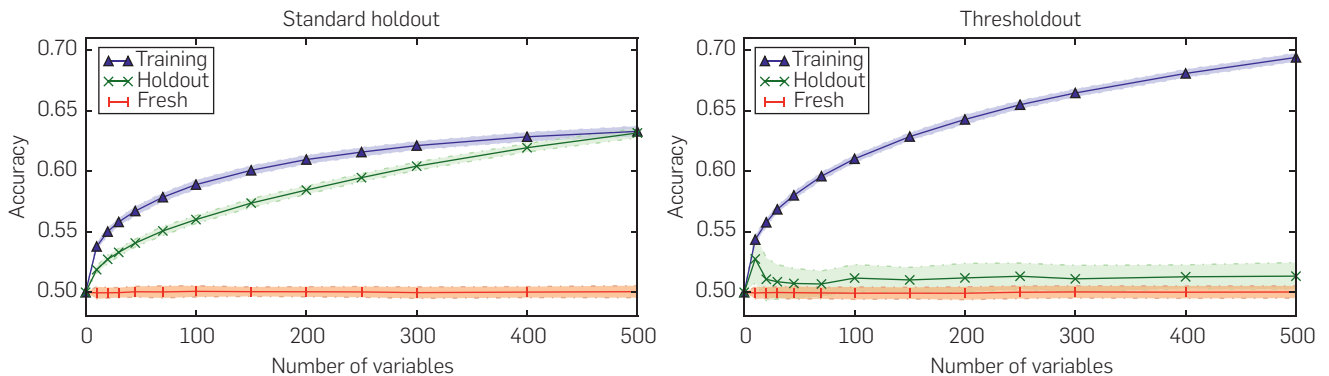 Standard holdout
0.70
0.65
0.60
0.55
0.50
Accuracy
Training
Holdout
Fresh
0
100
200
300
400
500
Number of variables
Thresholdout
0.70
0.65
0.60
0.55
0.50
Accuracy
Training
Holdout
Fresh
0
100
200
300
400
500
Number of variables